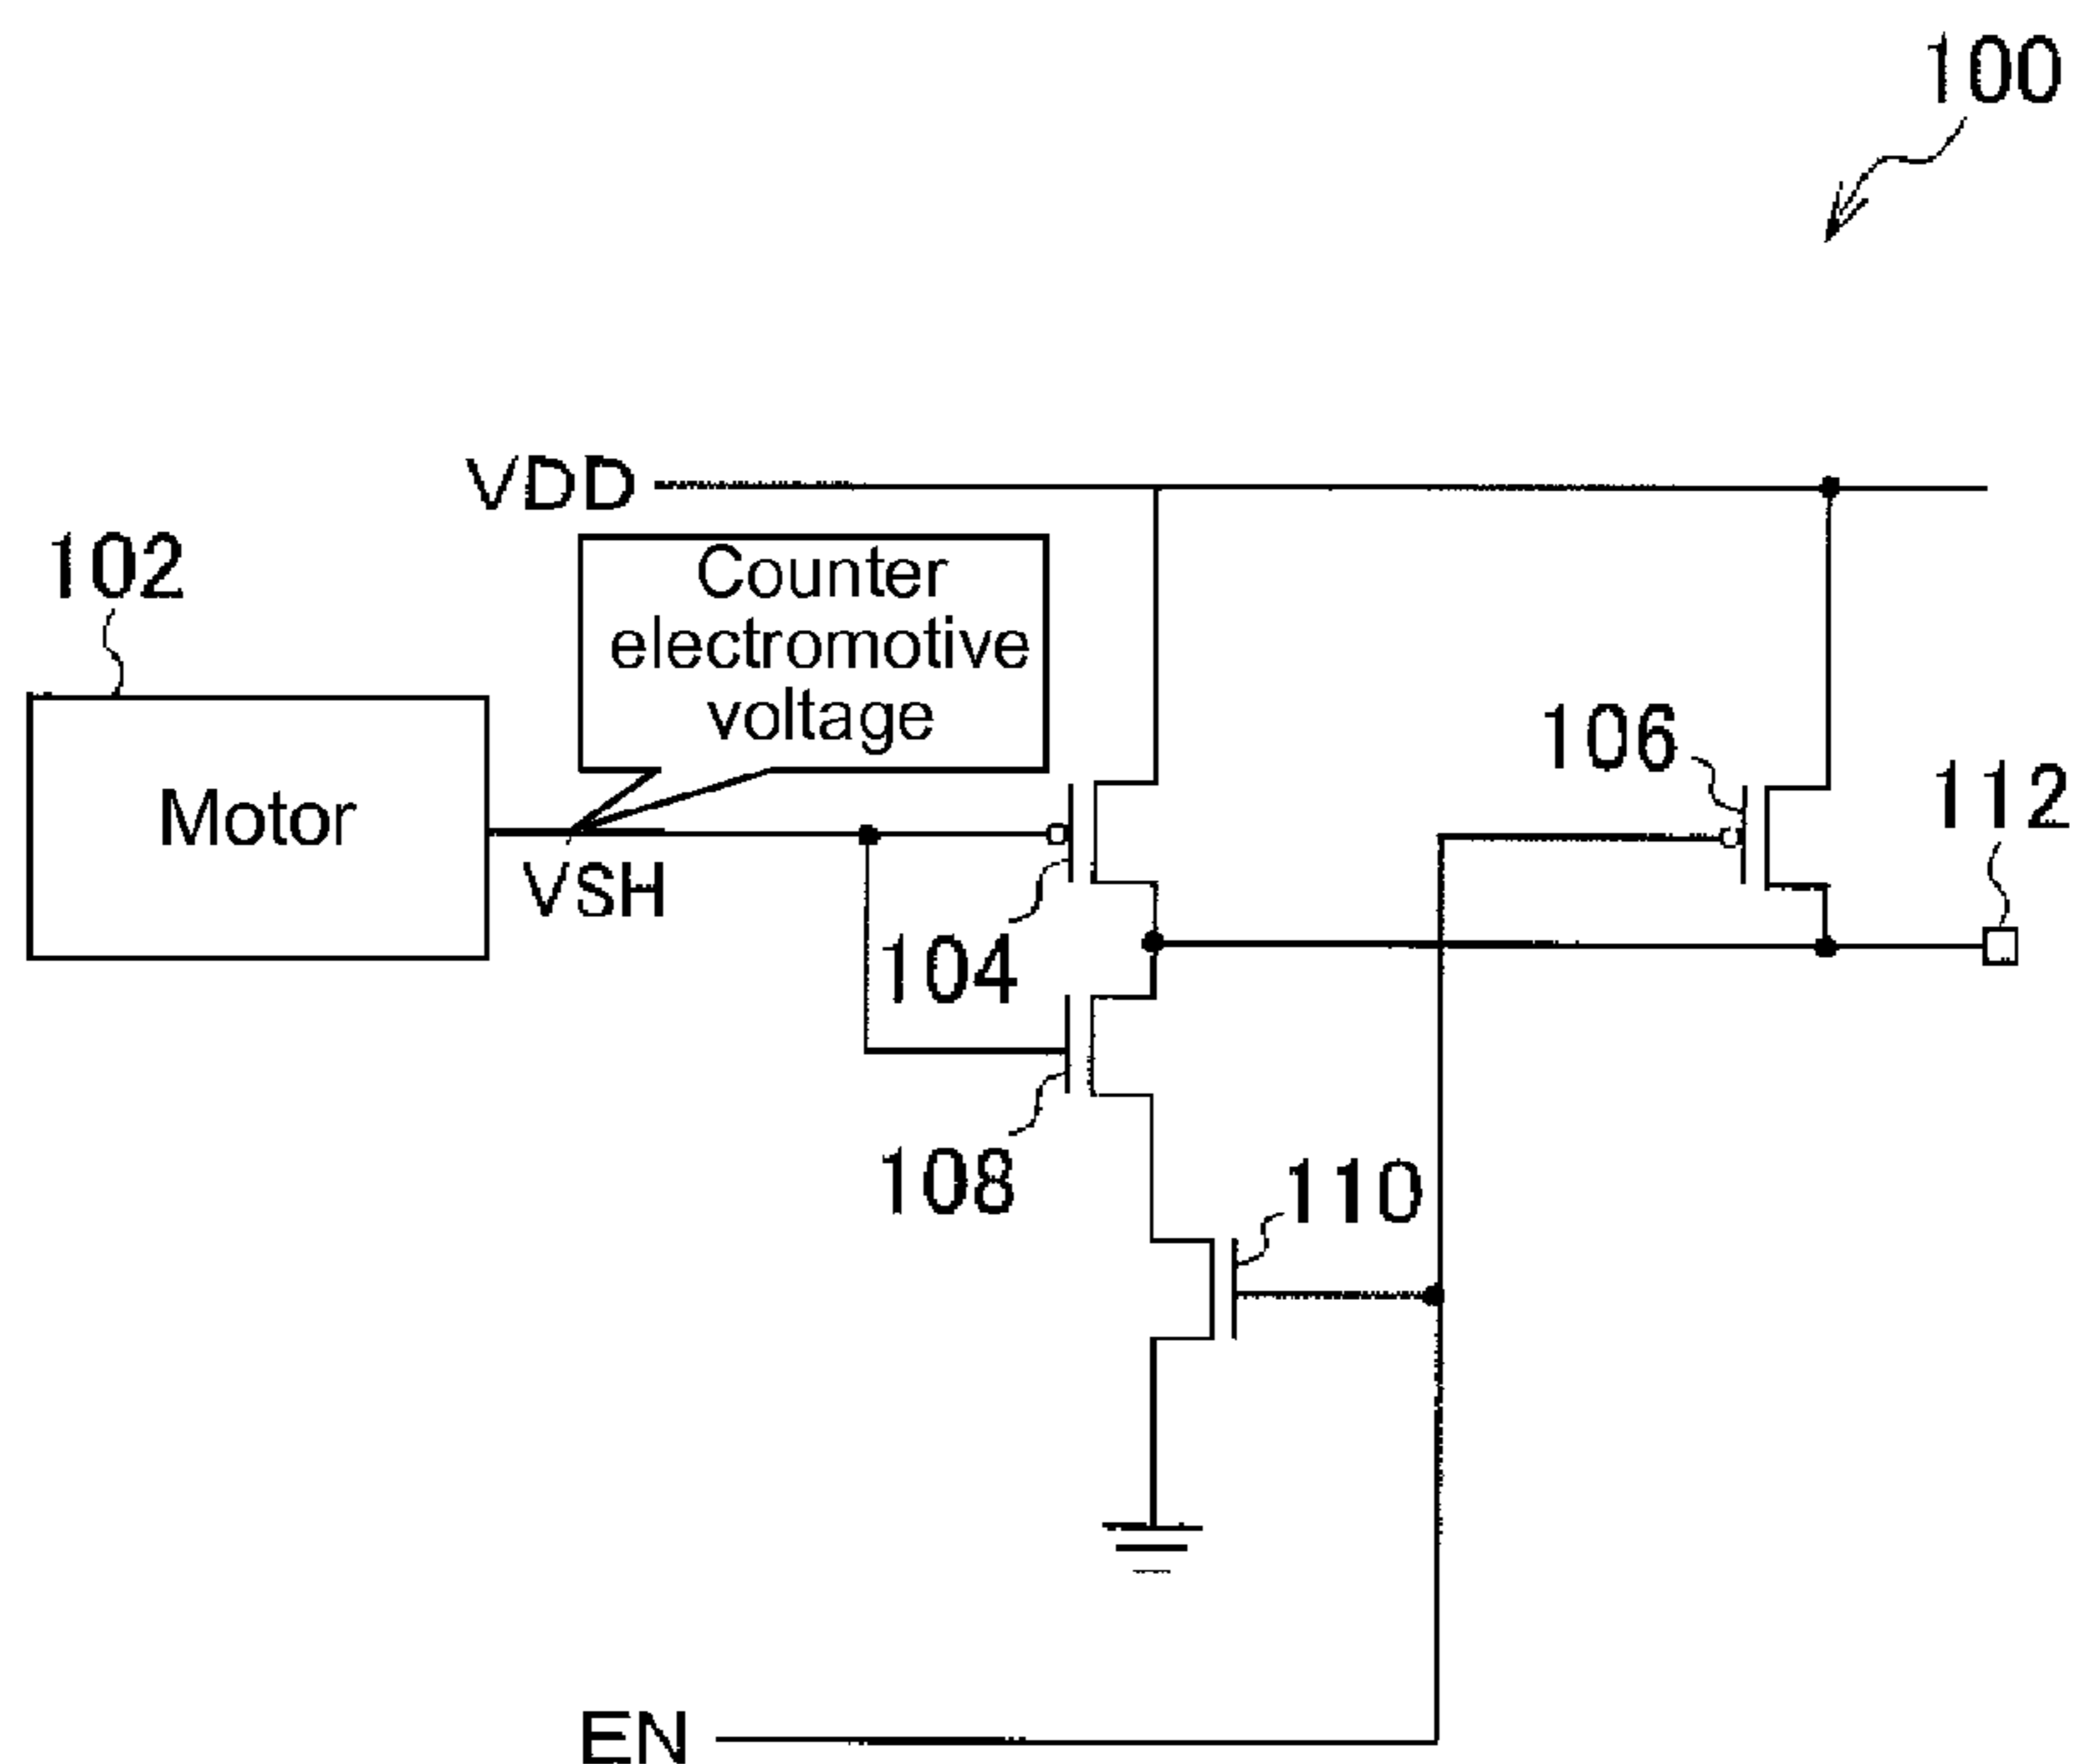 100
VDD
102
Counter
electromotive
voltage
106
112
Motor
VSH
104
108
110
EN